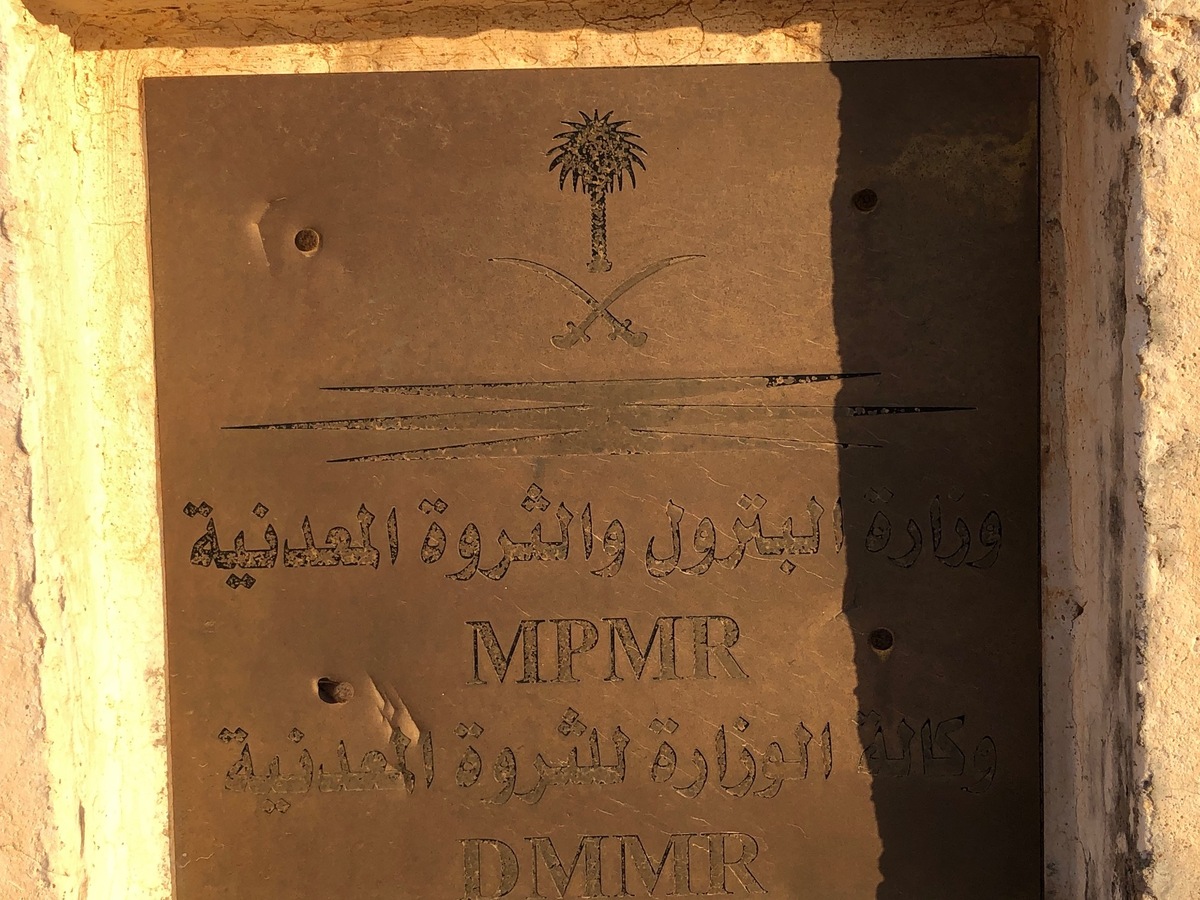 وزارة البترول والثروة المعدنية
MPMR
وكالة الوزارة للثروة المعدنية
DMMR